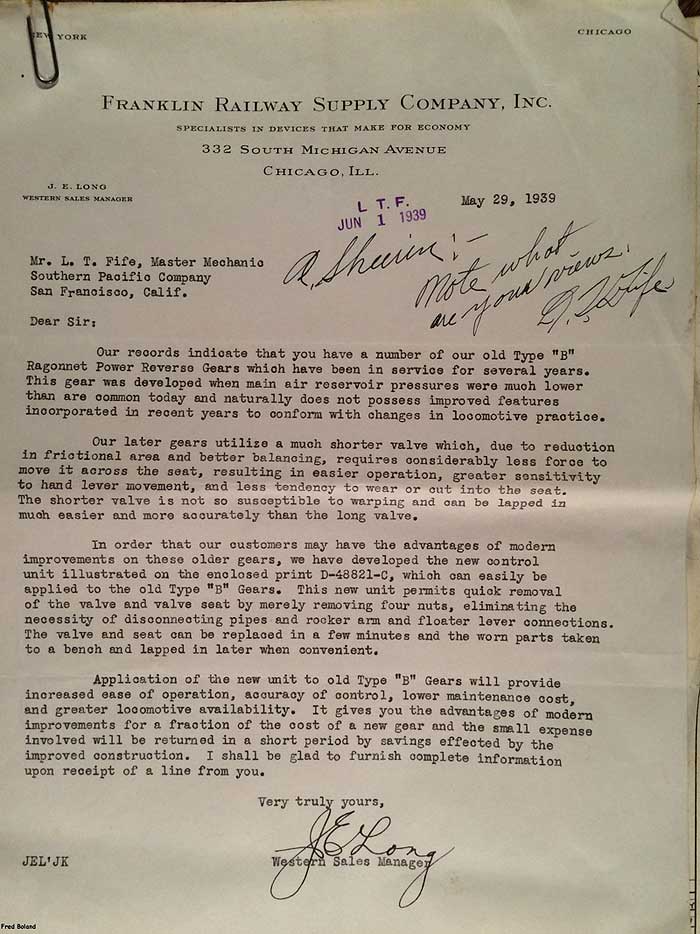 NEW YORK
CHICAGO
FRANKLIN RAILWAY SUPPLY COMPANY, INC.
SPECIALISTS IN DEVICES THAT MAKE FOR ECONOMY
332 SOUTH MICHIGAN AVENUE
CHICAGO, ILL.
J. E. LONG
WESTERN SALES MANAGER
L T. F.
JUN 1 1939
May 29, 1939
Mr. L. T. Fife, Master Mechanic
Southern Pacific Company
San Francisco, Calif.
A. Sheerin:-
Note what
are your views.
L. T. Fife
Dear Sir:
Our records indicate that you have a number of our old Type "B"
Ragonnet Power Reverse Gears which have been in service for several years.
This gear was developed when main air reservoir pressures were much lower
than are common today and naturally does not possess improved features
incorporated in recent years to conform with changes in locomotive practice.
Our later gears utilize a much shorter valve which, due to reduction
in frictional area and better balancing, requires considerably less force to
move it across the seat, resulting in easier operation, greater sensitivity
to hand lever movement, and less tendency to wear or cut into the seat.
The shorter valve is not so susceptible to warping and can be lapped in
much easier and more accurately than the long valve.
In order that our customers may have the advantages of modern
improvements on these older gears, we have developed the new control
unit illustrated on the enclosed print D-48821-C, which can easily be
applied to the old Type "B" Gears. This new unit permits quick removal
of the valve and valve seat by merely removing four nuts, eliminating the
necessity of disconnecting pipes and rocker arm and floater lever connections.
The valve and seat can be replaced in a few minutes and the worn parts taken
to a bench and lapped in later when convenient.
Application of the new unit to old Type "B" Gears will provide
increased ease of operation, accuracy of control, lower maintenance cost,
and greater locomotive availability. It gives you the advantages of modern
improvements for a fraction of the cost of a new gear and the small expense
involved will be returned in a short period by savings effected by the
improved construction. I shall be glad to furnish complete information
upon receipt of a line from you.
Very truly yours,
J E Long
Western Sales Manager
JEL'JK
Fred Boland